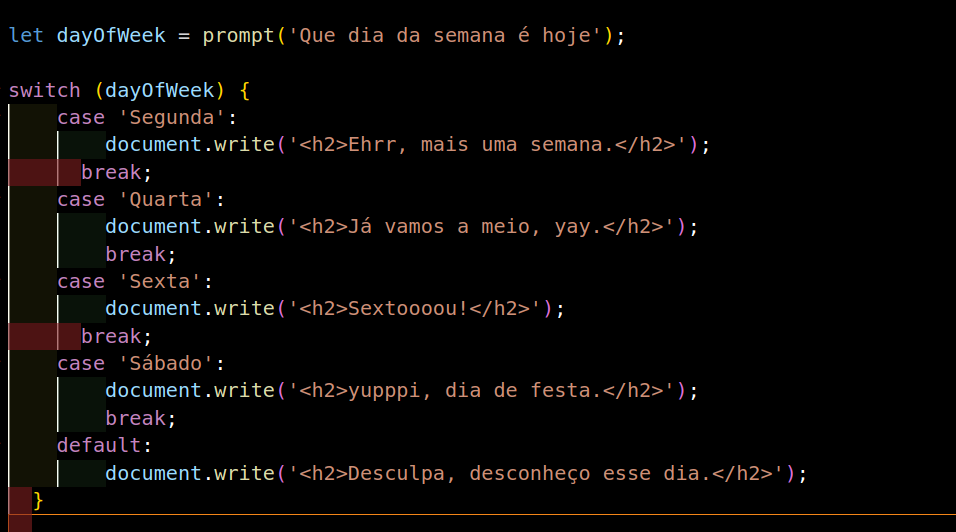 let dayOfWeek = prompt('Que dia da semana é hoje');

switch (dayOfWeek) {
    case 'Segunda':
        document.write('<h2>Ehrr, mais uma semana.</h2>');
      break;
    case 'Quarta':
        document.write('<h2>Já vamos a meio, yay.</h2>');
        break;
    case 'Sexta':
        document.write('<h2>Sextoooou!</h2>');
      break;
    case 'Sábado':
        document.write('<h2>yupppi, dia de festa.</h2>');
        break;
    default:
        document.write('<h2>Desculpa, desconheço esse dia.</h2>');
  }